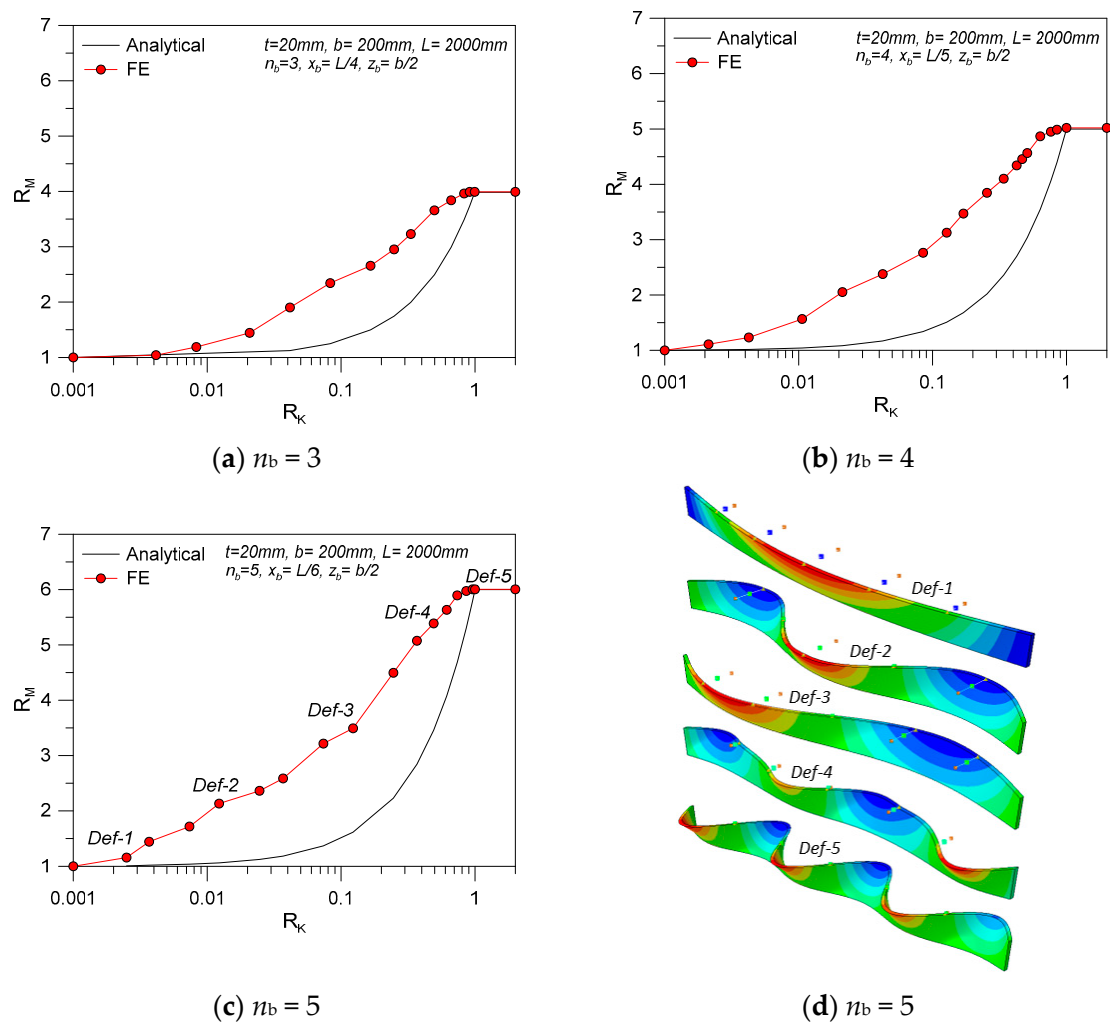 7
6
5
4
3
2
1
R_M
Analytical
FE
t=20mm, b= 200mm, L= 2000mm
n_b=3, x_b= L/4, z_b= b/2
0.001 0.01 0.1 1
R_K
(a) n_b = 3
7
6
5
4
3
2
1
R_M
Analytical
FE
t=20mm, b= 200mm, L= 2000mm
n_b=4, x_b= L/5, z_b= b/2
0.001 0.01 0.1 1
R_K
(b) n_b = 4
7
6
5
4
3
2
1
R_M
Analytical
FE
t=20mm, b= 200mm, L= 2000mm
n_b=5, x_b= L/6, z_b= b/2
Def-5
Def-4
Def-3
Def-2
Def-1
0.001 0.01 0.1 1
R_K
(c) n_b = 5
Def-1
Def-2
Def-3
Def-4
Def-5
(d) n_b = 5